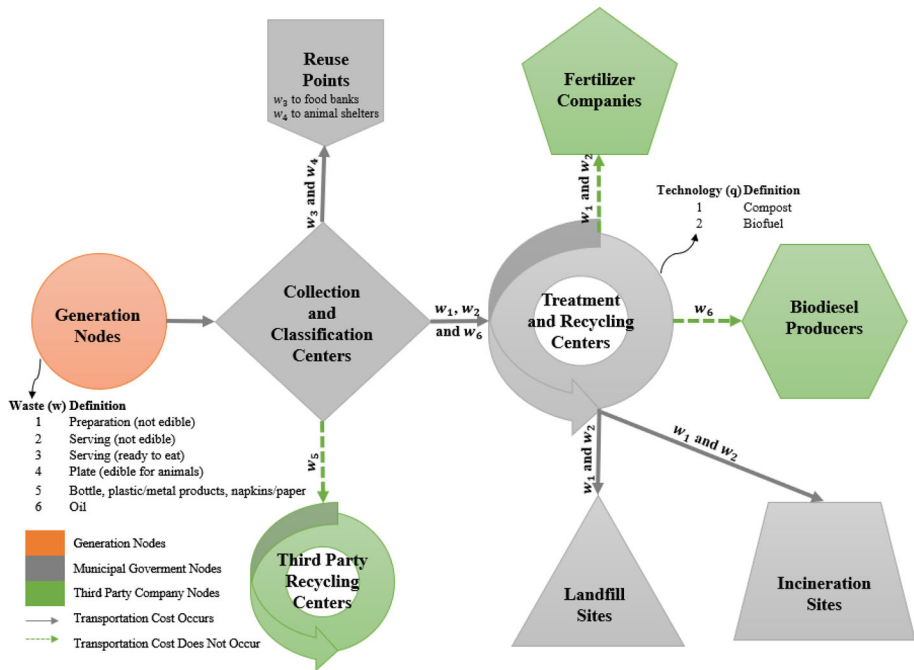 Reuse
Points
w₃ to food banks
w₄ to animal shelters
Fertilizer
Companies
w₃ and w₄
w₁ and w₂
Technology (q) Definition
1 Compost
2 Biofuel
Generation
Nodes
Collection
and
Classification
Centers
w₁, w₂
and w₆
Treatment
and Recycling
Centers
w₆
Biodiesel
Producers
Waste (w) Definition
1 Preparation (not edible)
2 Serving (not edible)
3 Serving (ready to eat)
4 Plate (edible for animals)
5 Bottle, plastic/metal products, napkins/paper
6 Oil
w₅
w₁ and w₂
w₁ and w₂
Generation Nodes
Municipal Goverment Nodes
Third Party Company Nodes
Transportation Cost Occurs
Transportation Cost Does Not Occur
Third Party
Recycling
Centers
Landfill
Sites
Incineration
Sites